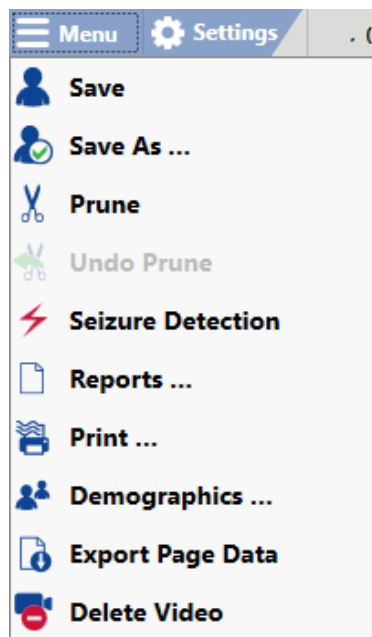 Menu Settings
Save
Save As ...
Prune
Undo Prune
Seizure Detection
Reports ...
Print ...
Demographics ...
Export Page Data
Delete Video